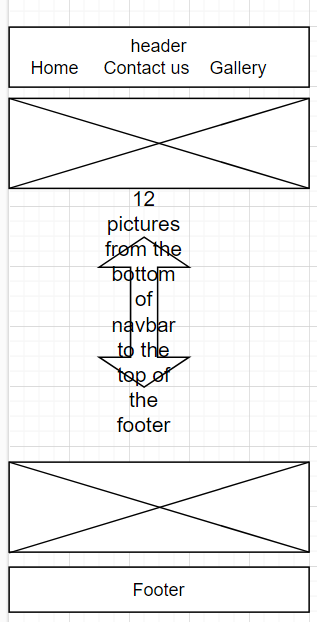 header
Home Contact us Gallery
12
pictures
from the
bottom
of
navbar
to the
top of
the
footer
Footer